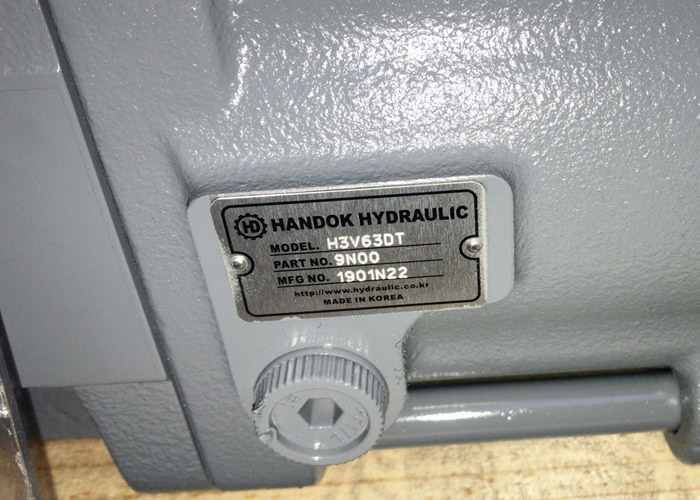 HD HANDOK HYDRAULIC
MODEL. H3V63DT
PART NO. 9N00
MFG NO. 1901N22
http://www.hydraulic.co.kr
MADE IN KOREA